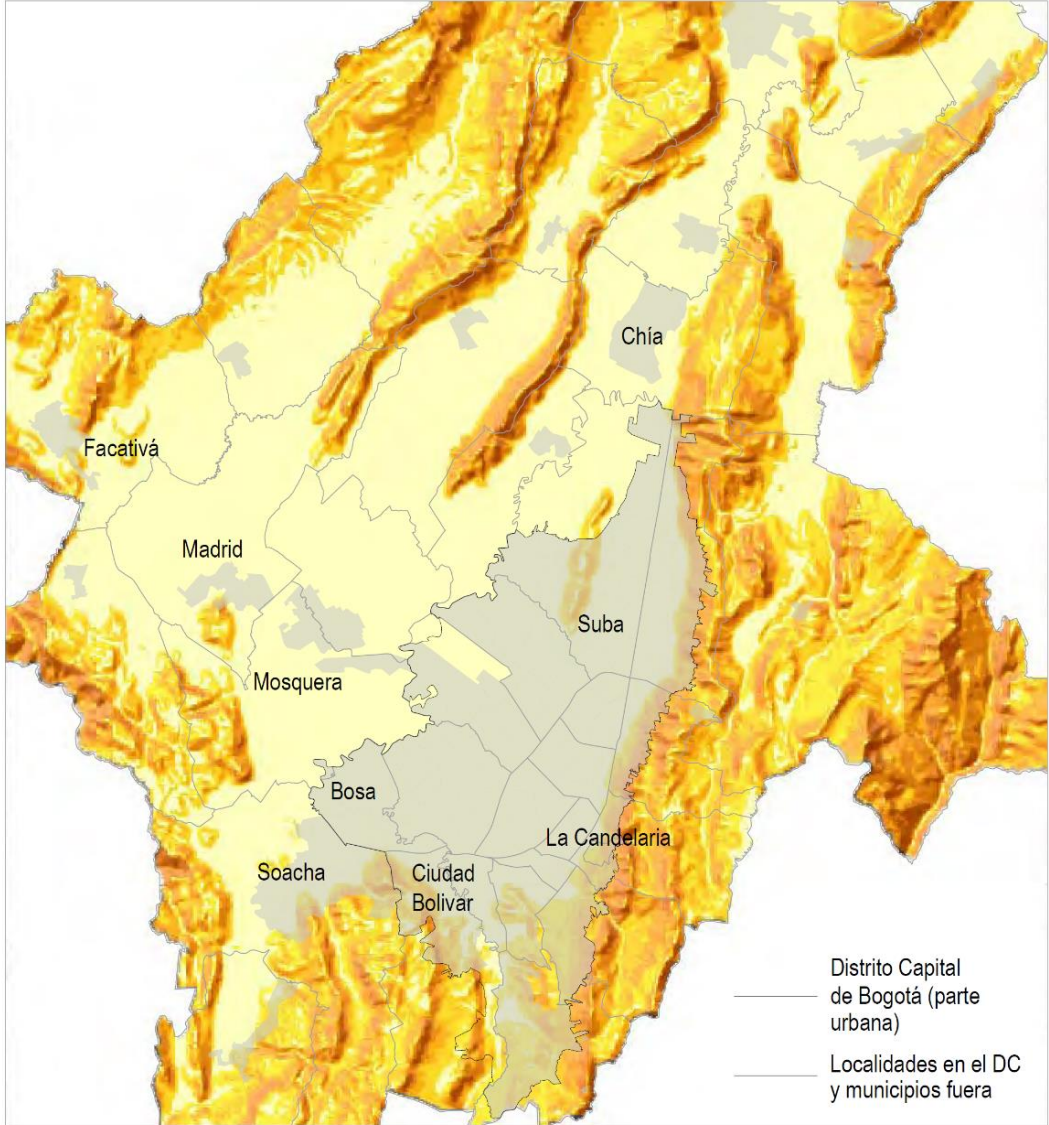 Chía
Facativá
Madrid
Suba
Mosquera
Bosa
La Candelaria
Soacha
Ciudad
Bolivar
Distrito Capital
de Bogotá (parte
urbana)
Localidades en el DC
y municipios fuera